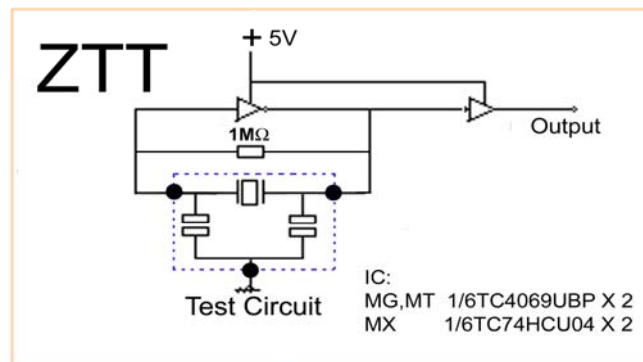 ZTT
+ 5V
1MΩ
Output
Test Circuit
IC:
MG,MT 1/6TC4069UBP X 2
MX 1/6TC74HCU04 X 2